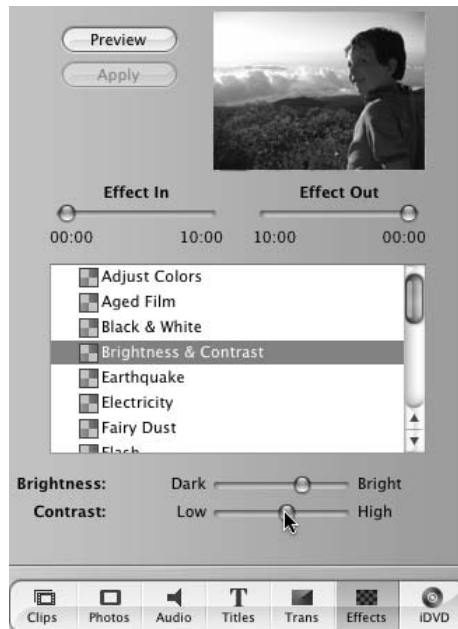 Preview
Apply
Effect In
Effect Out
00:00
10:00
10:00
00:00
Adjust Colors
Aged Film
Black & White
Brightness & Contrast
Earthquake
Electricity
Fairy Dust
Flash
Brightness: Dark Bright
Contrast: Low High
Clips
Photos
Audio
Titles
Trans
Effects
iDVD